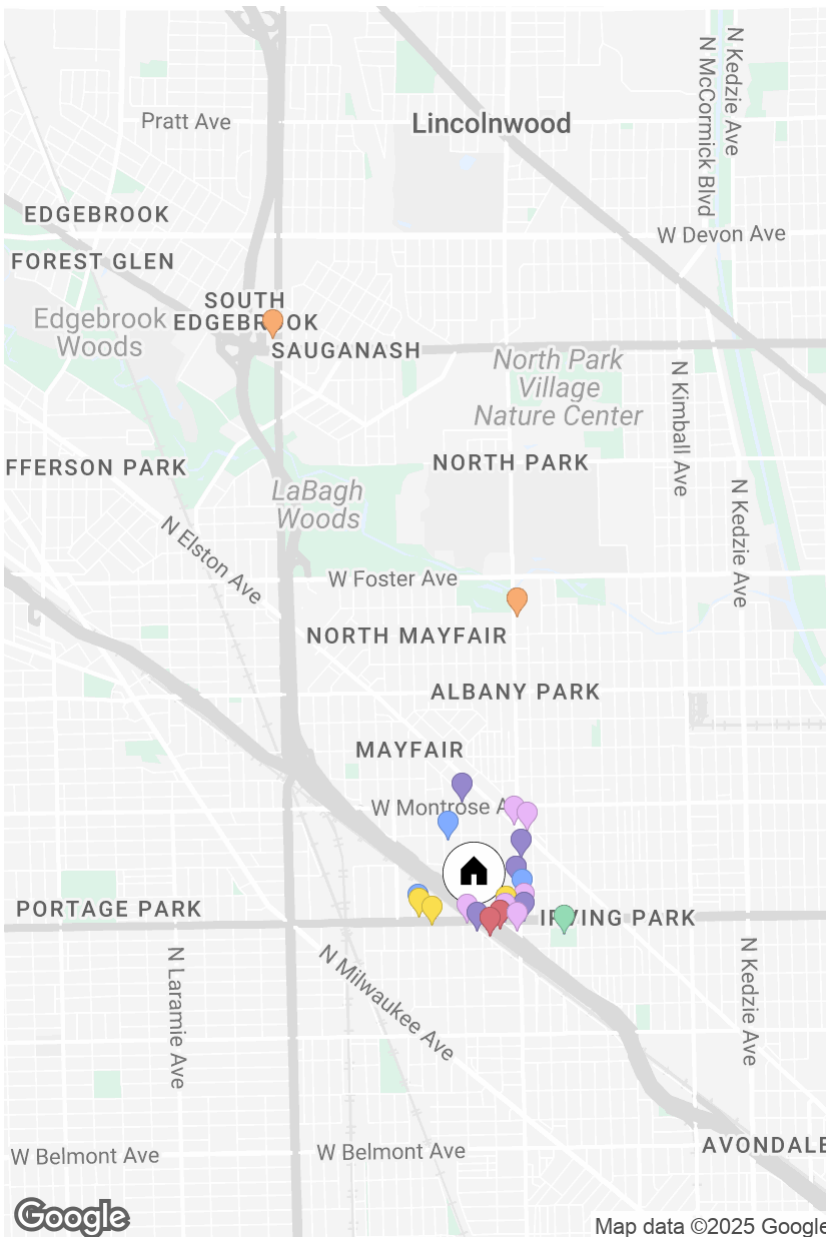 N Kedzie Ave
N McCormick Blvd
Pratt Ave
Lincolnwood
EDGEBROOK
W Devon Ave
FOREST GLEN
SOUTH
EDGEBROOK
Edgebrook
Woods
SAUGANASH
North Park
Village
Nature Center
N Kimball Ave
FFERSON PARK
NORTH PARK
LaBagh
Woods
N Kedzie Ave
N Elston Ave
W Foster Ave
NORTH MAYFAIR
ALBANY PARK
MAYFAIR
W Montrose A
PORTAGE PARK
IRVING PARK
N Laramie Ave
N Milwaukee Ave
N Kedzie Ave
W Belmont Ave
W Belmont Ave
AVONDALE
Google
Map data ©2025 Google